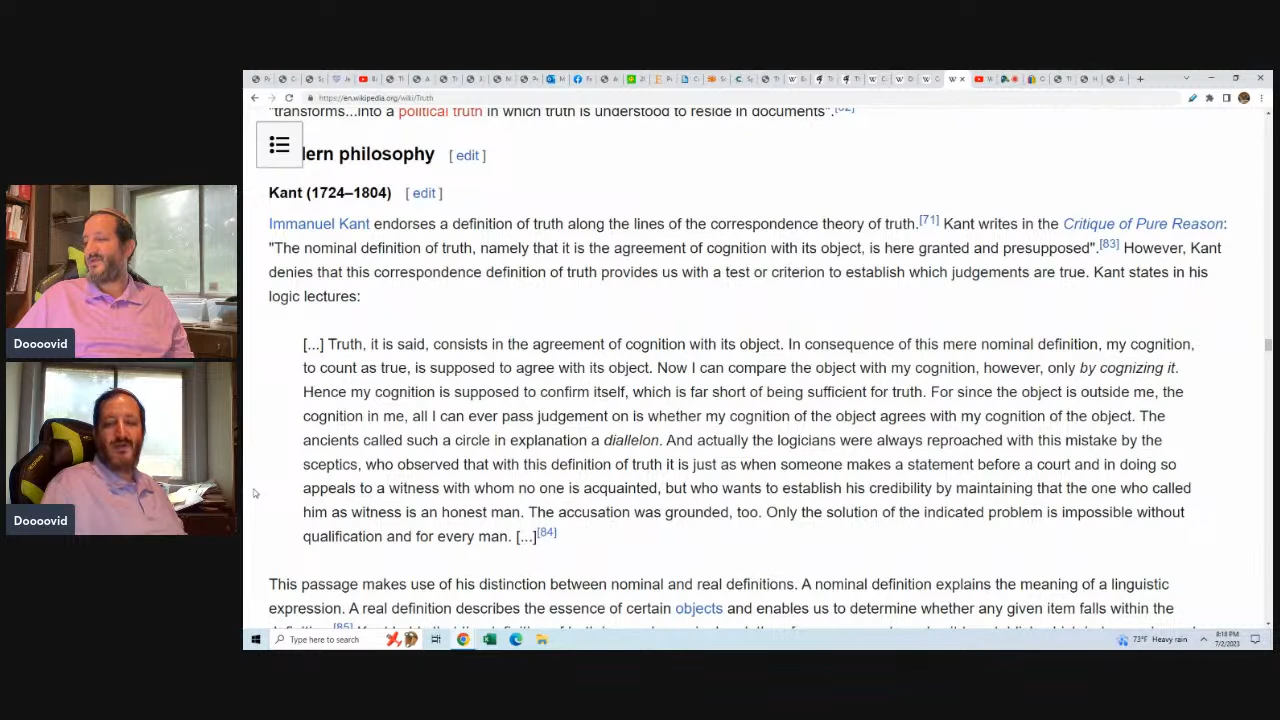 https://en.wikipedia.org/wiki/Truth
"transforms...into a political truth in which truth is understood to reside in documents".[82]
ern philosophy [ edit ]
Kant (1724–1804) [ edit ]
Immanuel Kant endorses a definition of truth along the lines of the correspondence theory of truth.[71] Kant writes in the Critique of Pure Reason:
"The nominal definition of truth, namely that it is the agreement of cognition with its object, is here granted and presupposed".[83] However, Kant
denies that this correspondence definition of truth provides us with a test or criterion to establish which judgements are true. Kant states in his
logic lectures:
[...] Truth, it is said, consists in the agreement of cognition with its object. In consequence of this mere nominal definition, my cognition,
to count as true, is supposed to agree with its object. Now I can compare the object with my cognition, however, only by cognizing it.
Hence my cognition is supposed to confirm itself, which is far short of being sufficient for truth. For since the object is outside me, the
cognition in me, all I can ever pass judgement on is whether my cognition of the object agrees with my cognition of the object. The
ancients called such a circle in explanation a diallelon. And actually the logicians were always reproached with this mistake by the
sceptics, who observed that with this definition of truth it is just as when someone makes a statement before a court and in doing so
appeals to a witness with whom no one is acquainted, but who wants to establish his credibility by maintaining that the one who called
him as witness is an honest man. The accusation was grounded, too. Only the solution of the indicated problem is impossible without
qualification and for every man. [...][84]
This passage makes use of his distinction between nominal and real definitions. A nominal definition explains the meaning of a linguistic
expression. A real definition describes the essence of certain objects and enables us to determine whether any given item falls within the
[85]
Doooovid
Doooovid
Type here to search
73°F Heavy rain
8:18 PM
7/2/2023